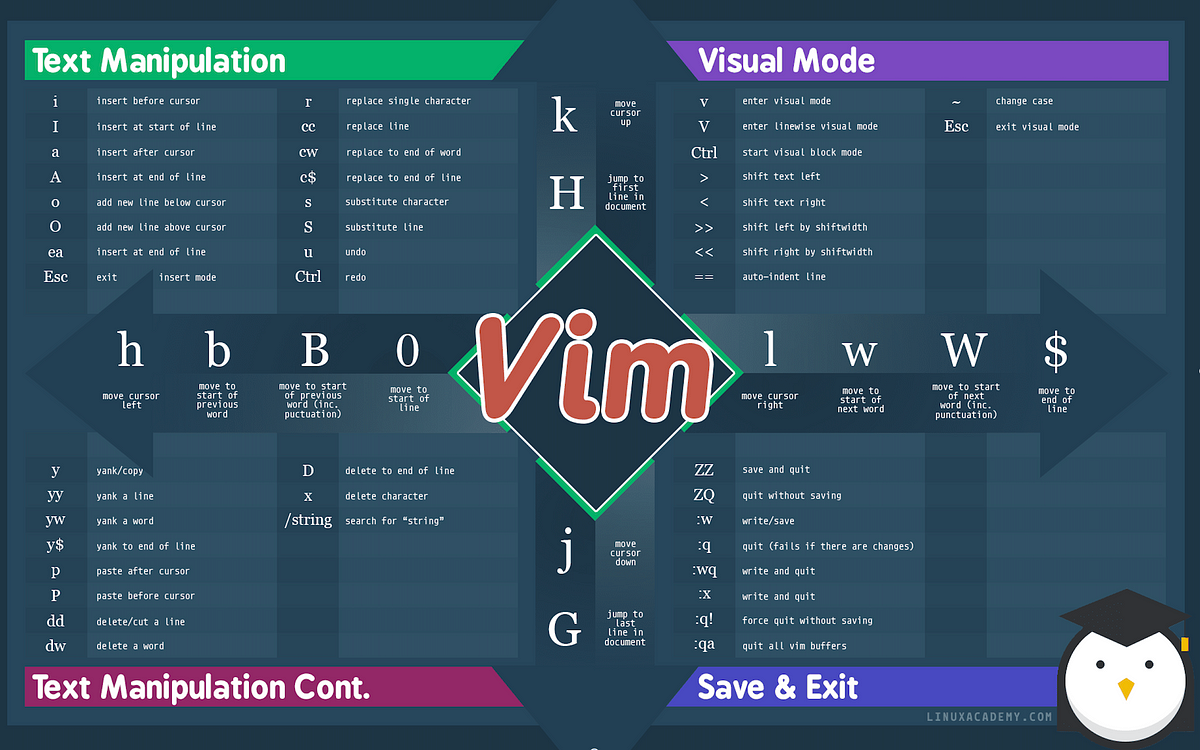 Text Manipulation
i insert before cursor
I insert at start of line
a insert after cursor
A insert at end of line
o add new line below cursor
O add new line above cursor
ea insert at end of line
Esc exit insert mode
r replace single character
cc replace line
cw replace to end of word
c$ replace to end of line
s substitute character
S substitute line
u undo
Ctrl redo
k
move
cursor
up
H
jump to
first
line in
document
Visual Mode
v enter visual mode
V enter linewise visual mode
Ctrl start visual block mode
> shift text left
< shift text right
>> shift left by shiftwidth
<< shift right by shiftwidth
== auto-indent line
~ change case
Esc exit visual mode
h
move cursor
left
b
move to
start of
previous
word
B
move to start
of previous
word (inc.
puctuation)
0
move to
start of
line
Vim
l
move cursor
right
w
move to
start of
next word
W
move to start
of next
word (inc.
punctuation)
$
move to
end of
line
y yank/copy
yy yank a line
yw yank a word
y$ yank to end of line
p paste after cursor
P paste before cursor
dd delete/cut a line
dw delete a word
D delete to end of line
x delete character
/string search for "string"
j
move
cursor
down
G
jump to
last
line in
document
ZZ save and quit
ZQ quit without saving
:w write/save
:q quit (fails if there are changes)
:wq write and quit
:x write and quit
:q! force quit without saving
:qa quit all vim buffers
Text Manipulation Cont.
Save & Exit
LINUXACADEMY.COM